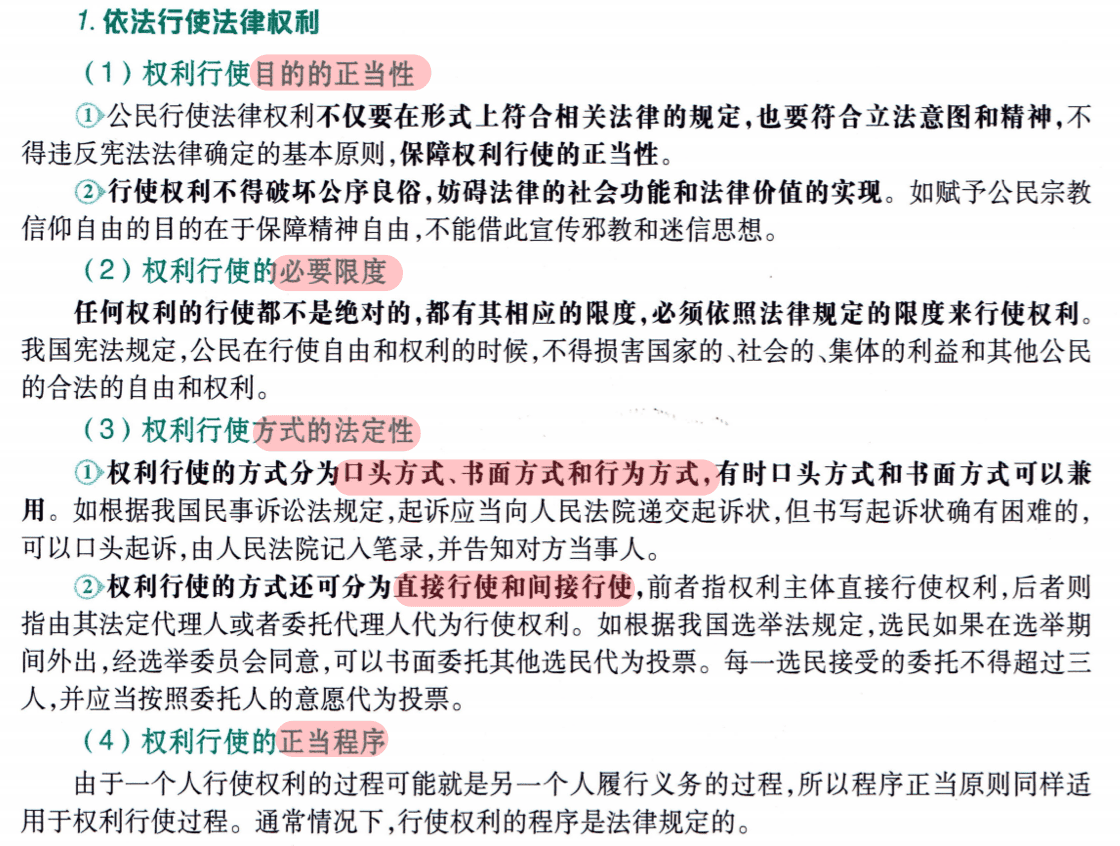 1. 依法行使法律权利
（1）权利行使目的的正当性
①公民行使法律权利不仅要在形式上符合相关法律的规定,也要符合立法意图和精神,不
得违反宪法法律确定的基本原则,保障权利行使的正当性。
②行使权利不得破坏公序良俗,妨碍法律的社会功能和法律价值的实现。如赋予公民宗教
信仰自由的目的在于保障精神自由,不能借此宣传邪教和迷信思想。
（2）权利行使的必要限度
任何权利的行使都不是绝对的,都有其相应的限度,必须依照法律规定的限度来行使权利。
我国宪法规定,公民在行使自由和权利的时候,不得损害国家的、社会的、集体的利益和其他公民
的合法的自由和权利。
（3）权利行使方式的法定性
①权利行使的方式分为口头方式、书面方式和行为方式,有时口头方式和书面方式可以兼
用。如根据我国民事诉讼法规定,起诉应当向人民法院递交起诉状,但书写起诉状确有困难的,
可以口头起诉,由人民法院记入笔录,并告知对方当事人。
②权利行使的方式还可分为直接行使和间接行使,前者指权利主体直接行使权利,后者则
指由其法定代理人或者委托代理人代为行使权利。如根据我国选举法规定,选民如果在选举期
间外出,经选举委员会同意,可以书面委托其他选民代为投票。每一选民接受的委托不得超过三
人,并应当按照委托人的意愿代为投票。
（4）权利行使的正当程序
由于一个人行使权利的过程可能就是另一个人履行义务的过程,所以程序正当原则同样适
用于权利行使过程。通常情况下,行使权利的程序是法律规定的。